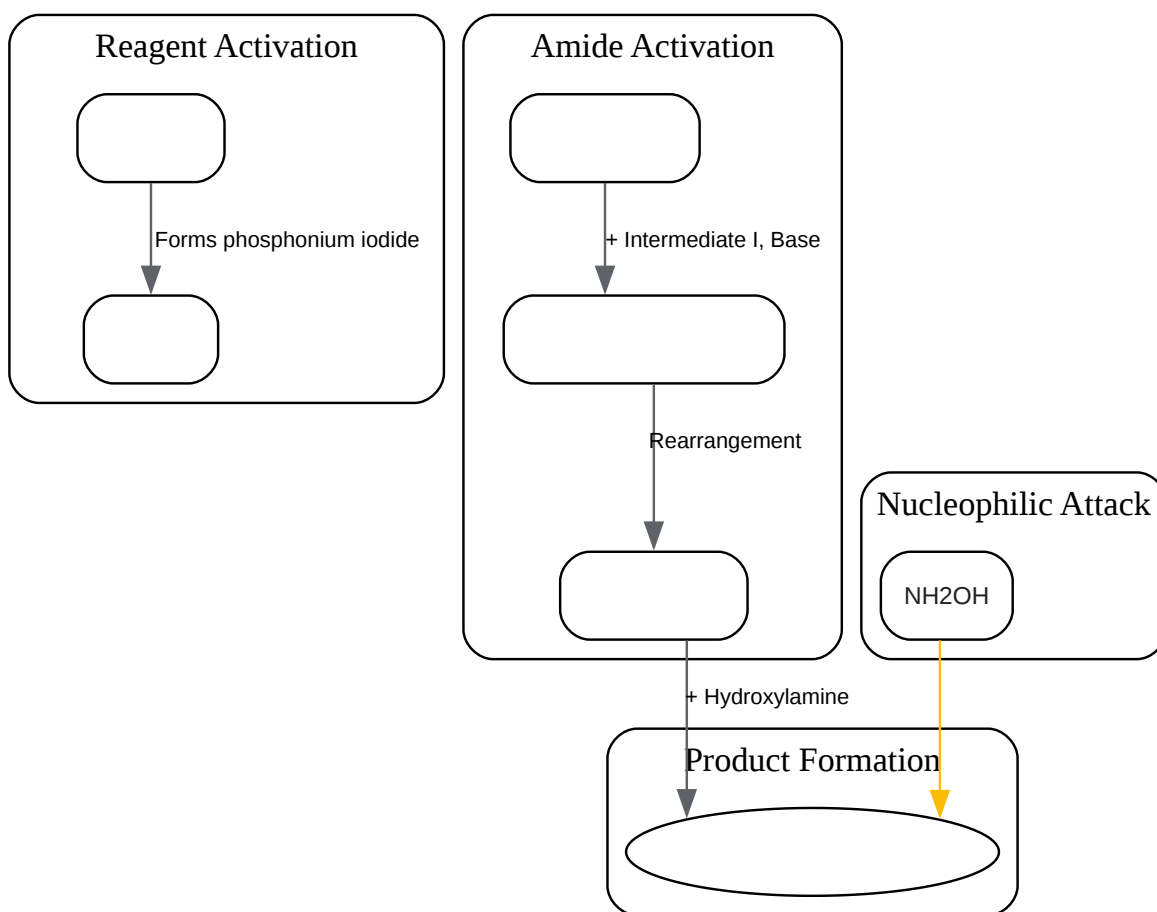 Reagent Activation
Forms phosphonium iodide
Amide Activation
+ Intermediate I, Base
Rearrangement
Nucleophilic Attack
NH2OH
+ Hydroxylamine
Product Formation